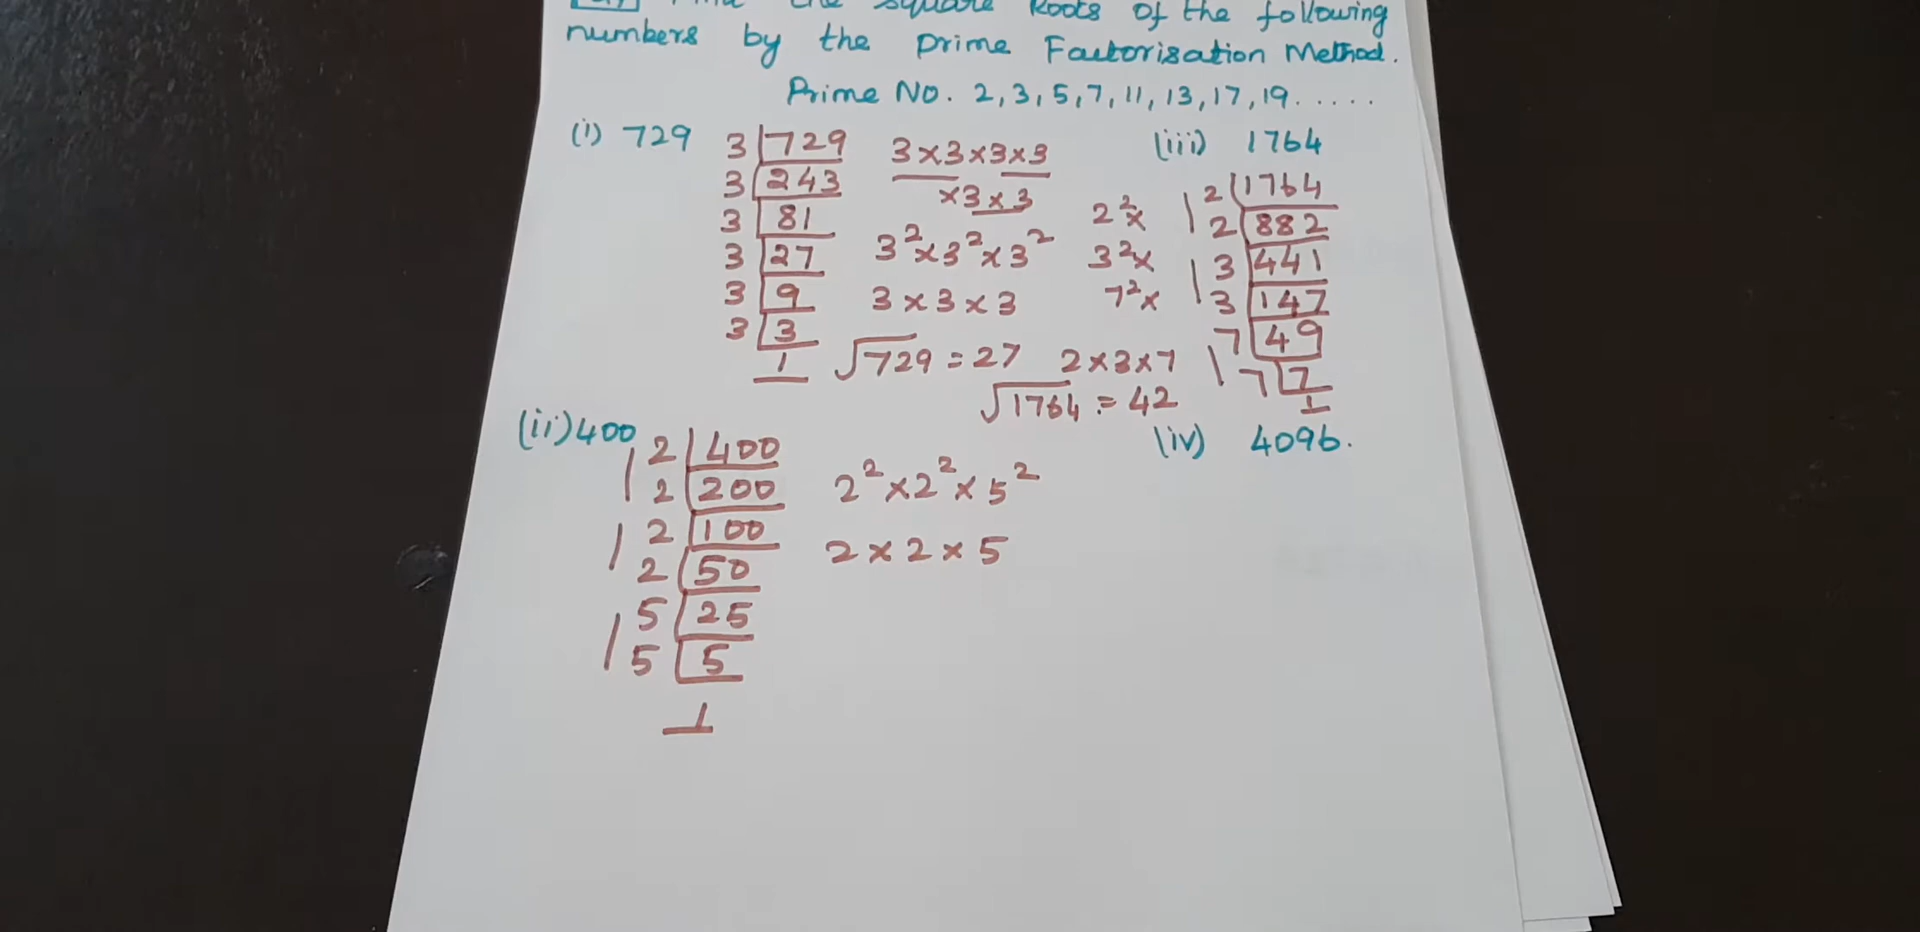 the square Roots of the following
numbers by the prime Factorisation Method.
Prime No. 2, 3, 5, 7, 11, 13, 17, 19.....
(i) 729
3 | 729
3 | 243
3 | 81
3 | 27
3 | 9
3 | 3
1
3 × 3 × 3 × 3
× 3 × 3
3² × 3² × 3²
3 × 3 × 3
√729 = 27
(iii) 1764
2 | 1764
2 | 882
3 | 441
3 | 147
7 | 49
7 | 7
1
2² ×
3² ×
7² ×
2 × 3 × 7
√1764 = 42
(ii) 400
2 | 400
2 | 200
2 | 100
2 | 50
5 | 25
5 | 5
1
2² × 2² × 5²
2 × 2 × 5
(iv) 4096.